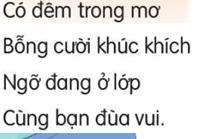 Có đêm trong mơ
Bỗng cười khúc khích
Ngỡ đang ở lớp
Cùng bạn đùa vui.